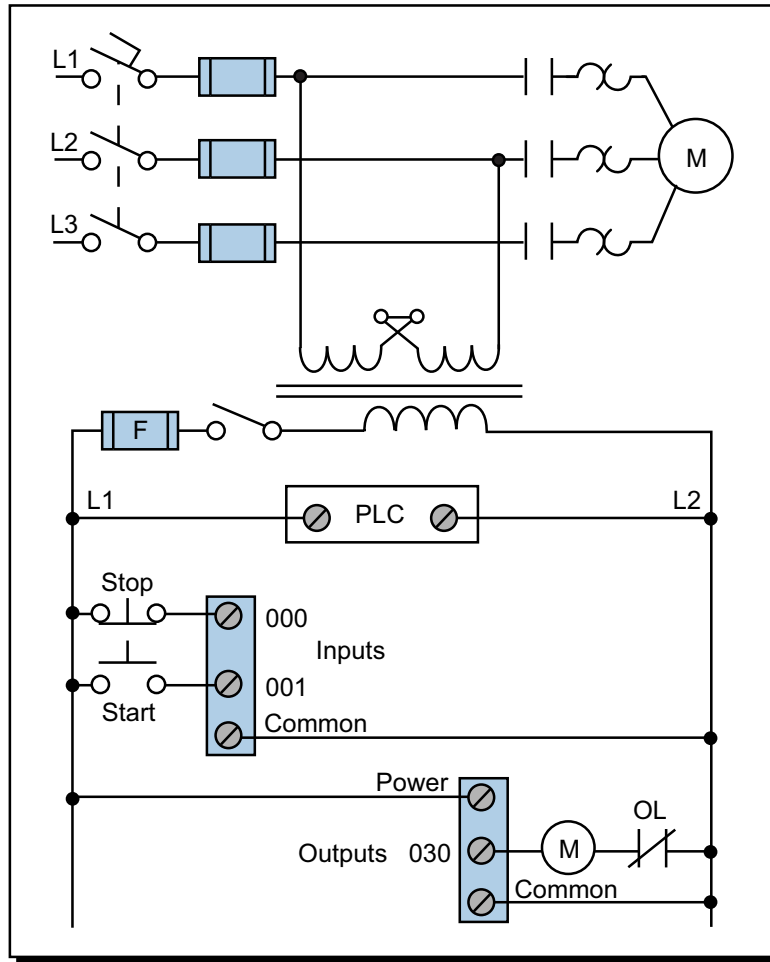 L1
L2
M
L3
F
L1
PLC
L2
Stop
000
Inputs
001
Start
Common
Power
OL
Outputs 030
M
Common